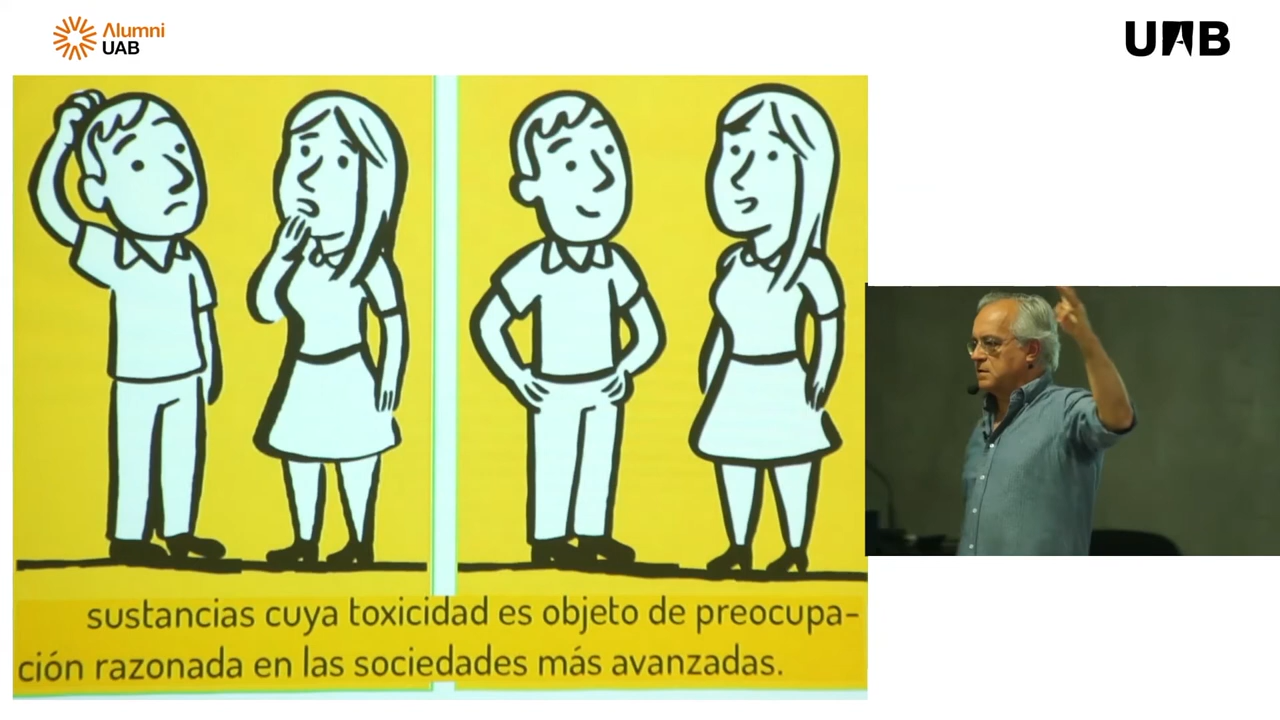 Alumni
UAB
UAB
sustancias cuya toxicidad es objeto de preocupa-
ción razonada en las sociedades más avanzadas.